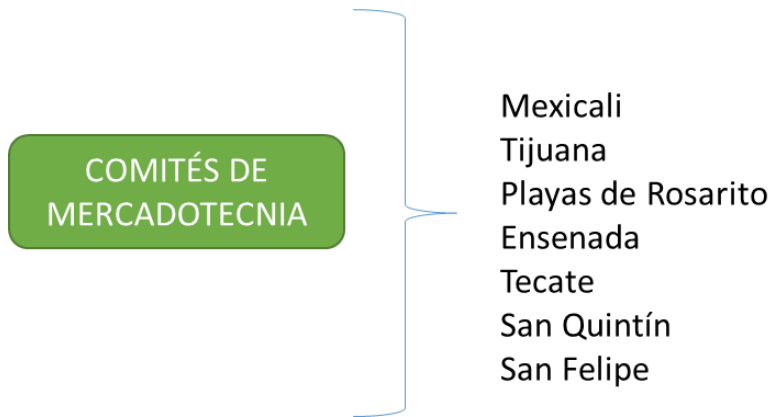 COMITÉS DE
MERCADOTECNIA
Mexicali
Tijuana
Playas de Rosarito
Ensenada
Tecate
San Quintín
San Felipe